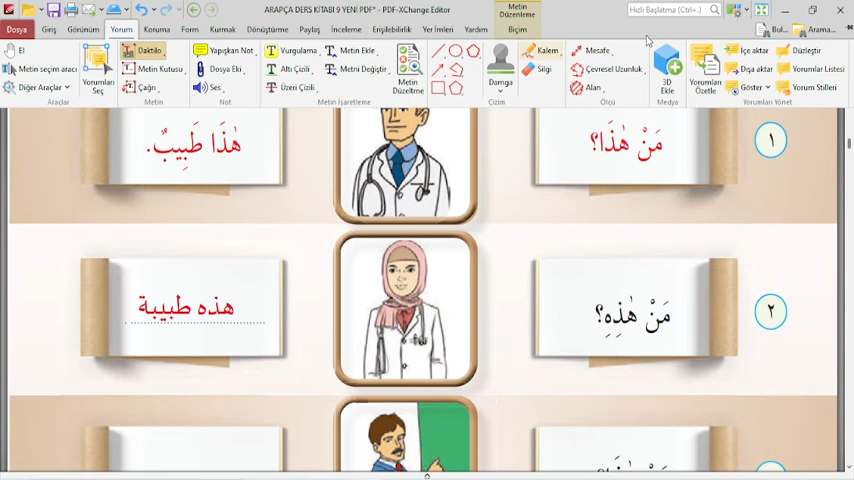 ARAPÇA DERS KİTABI 9 YENİ PDF* - PDF-XChange Editor
Metin Düzenleme
Hızlı Başlatma (Ctrl+.)
Dosya Giriş Görünüm Yorum Koruma Form Kurmak Dönüştürme Paylaş İnceleme Erişilebilirlik Yer İmleri Yardım Biçim Bul... Arama...
El
Metin seçim aracı
Diğer Araçlar
Araçlar
Yorumları Seç
Daktilo
Metin Kutusu
Çağrı
Metin
Yapışkan Not
Dosya Eki
Ses
Not
Vurgulama
Altı Çizili
Üzeri Çizili
Metin Ekle
Metni Değiştir
Metin Düzeltme
Metin İşaretleme
Kalem
Silgi
Çizim
Damga
Mesafe
Çevresel Uzunluk
Alan
Ölçü
3D Ekle
Medya
Yorumları Özetle
İçe aktar
Dışa aktar
Göster
Düzleştir
Yorumlar Listesi
Yorum Stilleri
Yorumları Yönet
١
مَنْ هٰذَا؟
هٰذَا طَبِيبٌ.
٢
مَنْ هٰذِهِ؟
هذه طبيبة